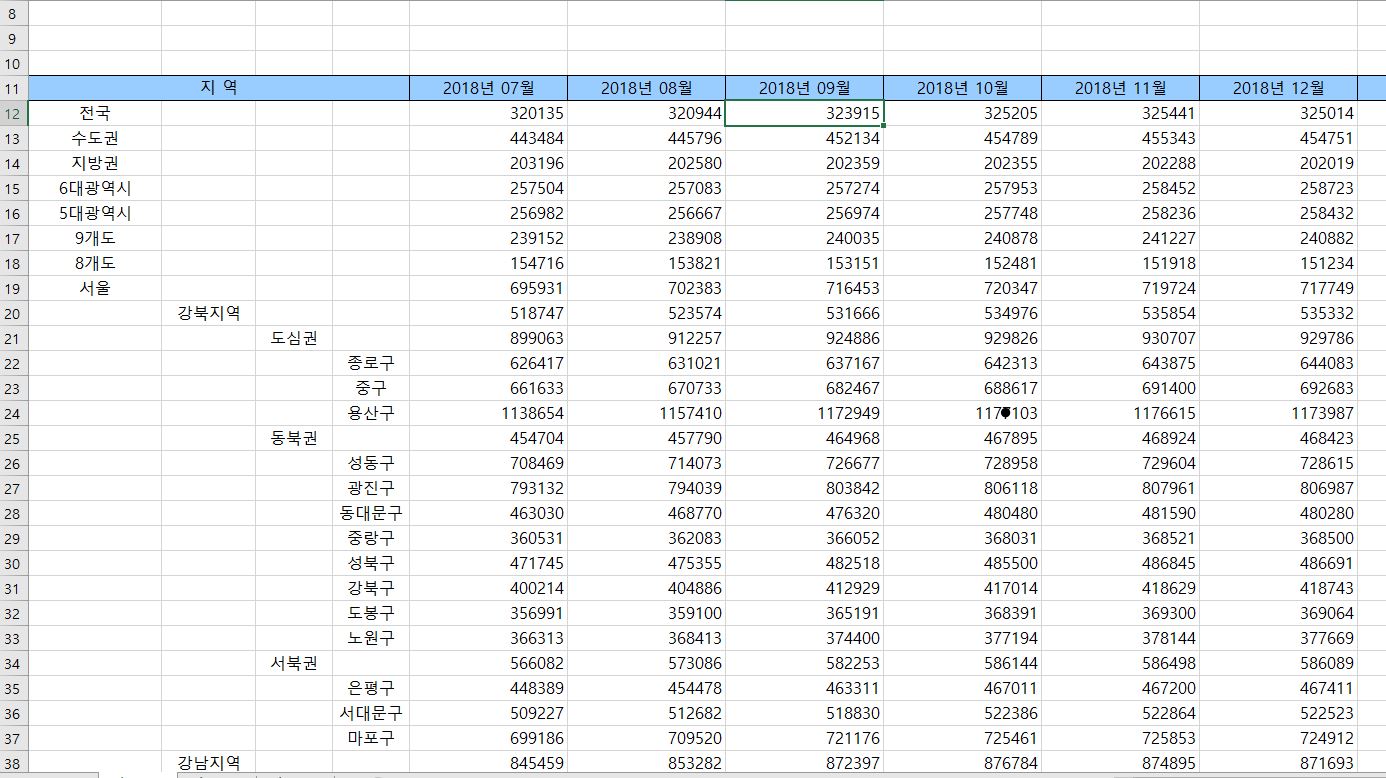 8
9
10
11 지 역 2018년 07월 2018년 08월 2018년 09월 2018년 10월 2018년 11월 2018년 12월
12 전국 320135 320944 323915 325205 325441 325014
13 수도권 443484 445796 452134 454789 455343 454751
14 지방권 203196 202580 202359 202355 202288 202019
15 6대광역시 257504 257083 257274 257953 258452 258723
16 5대광역시 256982 256667 256974 257748 258236 258432
17 9개도 239152 238908 240035 240878 241227 240882
18 8개도 154716 153821 153151 152481 151918 151234
19 서울 695931 702383 716453 720347 719724 717749
20 강북지역 518747 523574 531666 534976 535854 535332
21 도심권 899063 912257 924886 929826 930707 929786
22 종로구 626417 631021 637167 642313 643875 644083
23 중구 661633 670733 682467 688617 691400 692683
24 용산구 1138654 1157410 1172949 1176615 1173987
25 동북권 454704 457790 464968 467895 468924 468423
26 성동구 708469 714073 726677 728958 729604 728615
27 광진구 793132 794039 803842 806118 807961 806987
28 동대문구 463030 468770 476320 480480 481590 480280
29 중랑구 360531 362083 366052 368031 368521 368500
30 성북구 471745 475355 482518 485500 486845 486691
31 강북구 400214 404886 412929 417014 418629 418743
32 도봉구 356991 359100 365191 368391 369300 369064
33 노원구 366313 368413 374400 377194 378144 377669
34 서북권 566082 573086 582253 586144 586498 586089
35 은평구 448389 454478 463311 467011 467200 467411
36 서대문구 509227 512682 518830 522386 522864 522523
37 마포구 699186 709520 721176 725461 725853 724912
38 강남지역 845459 853282 872397 876784 874895 871693